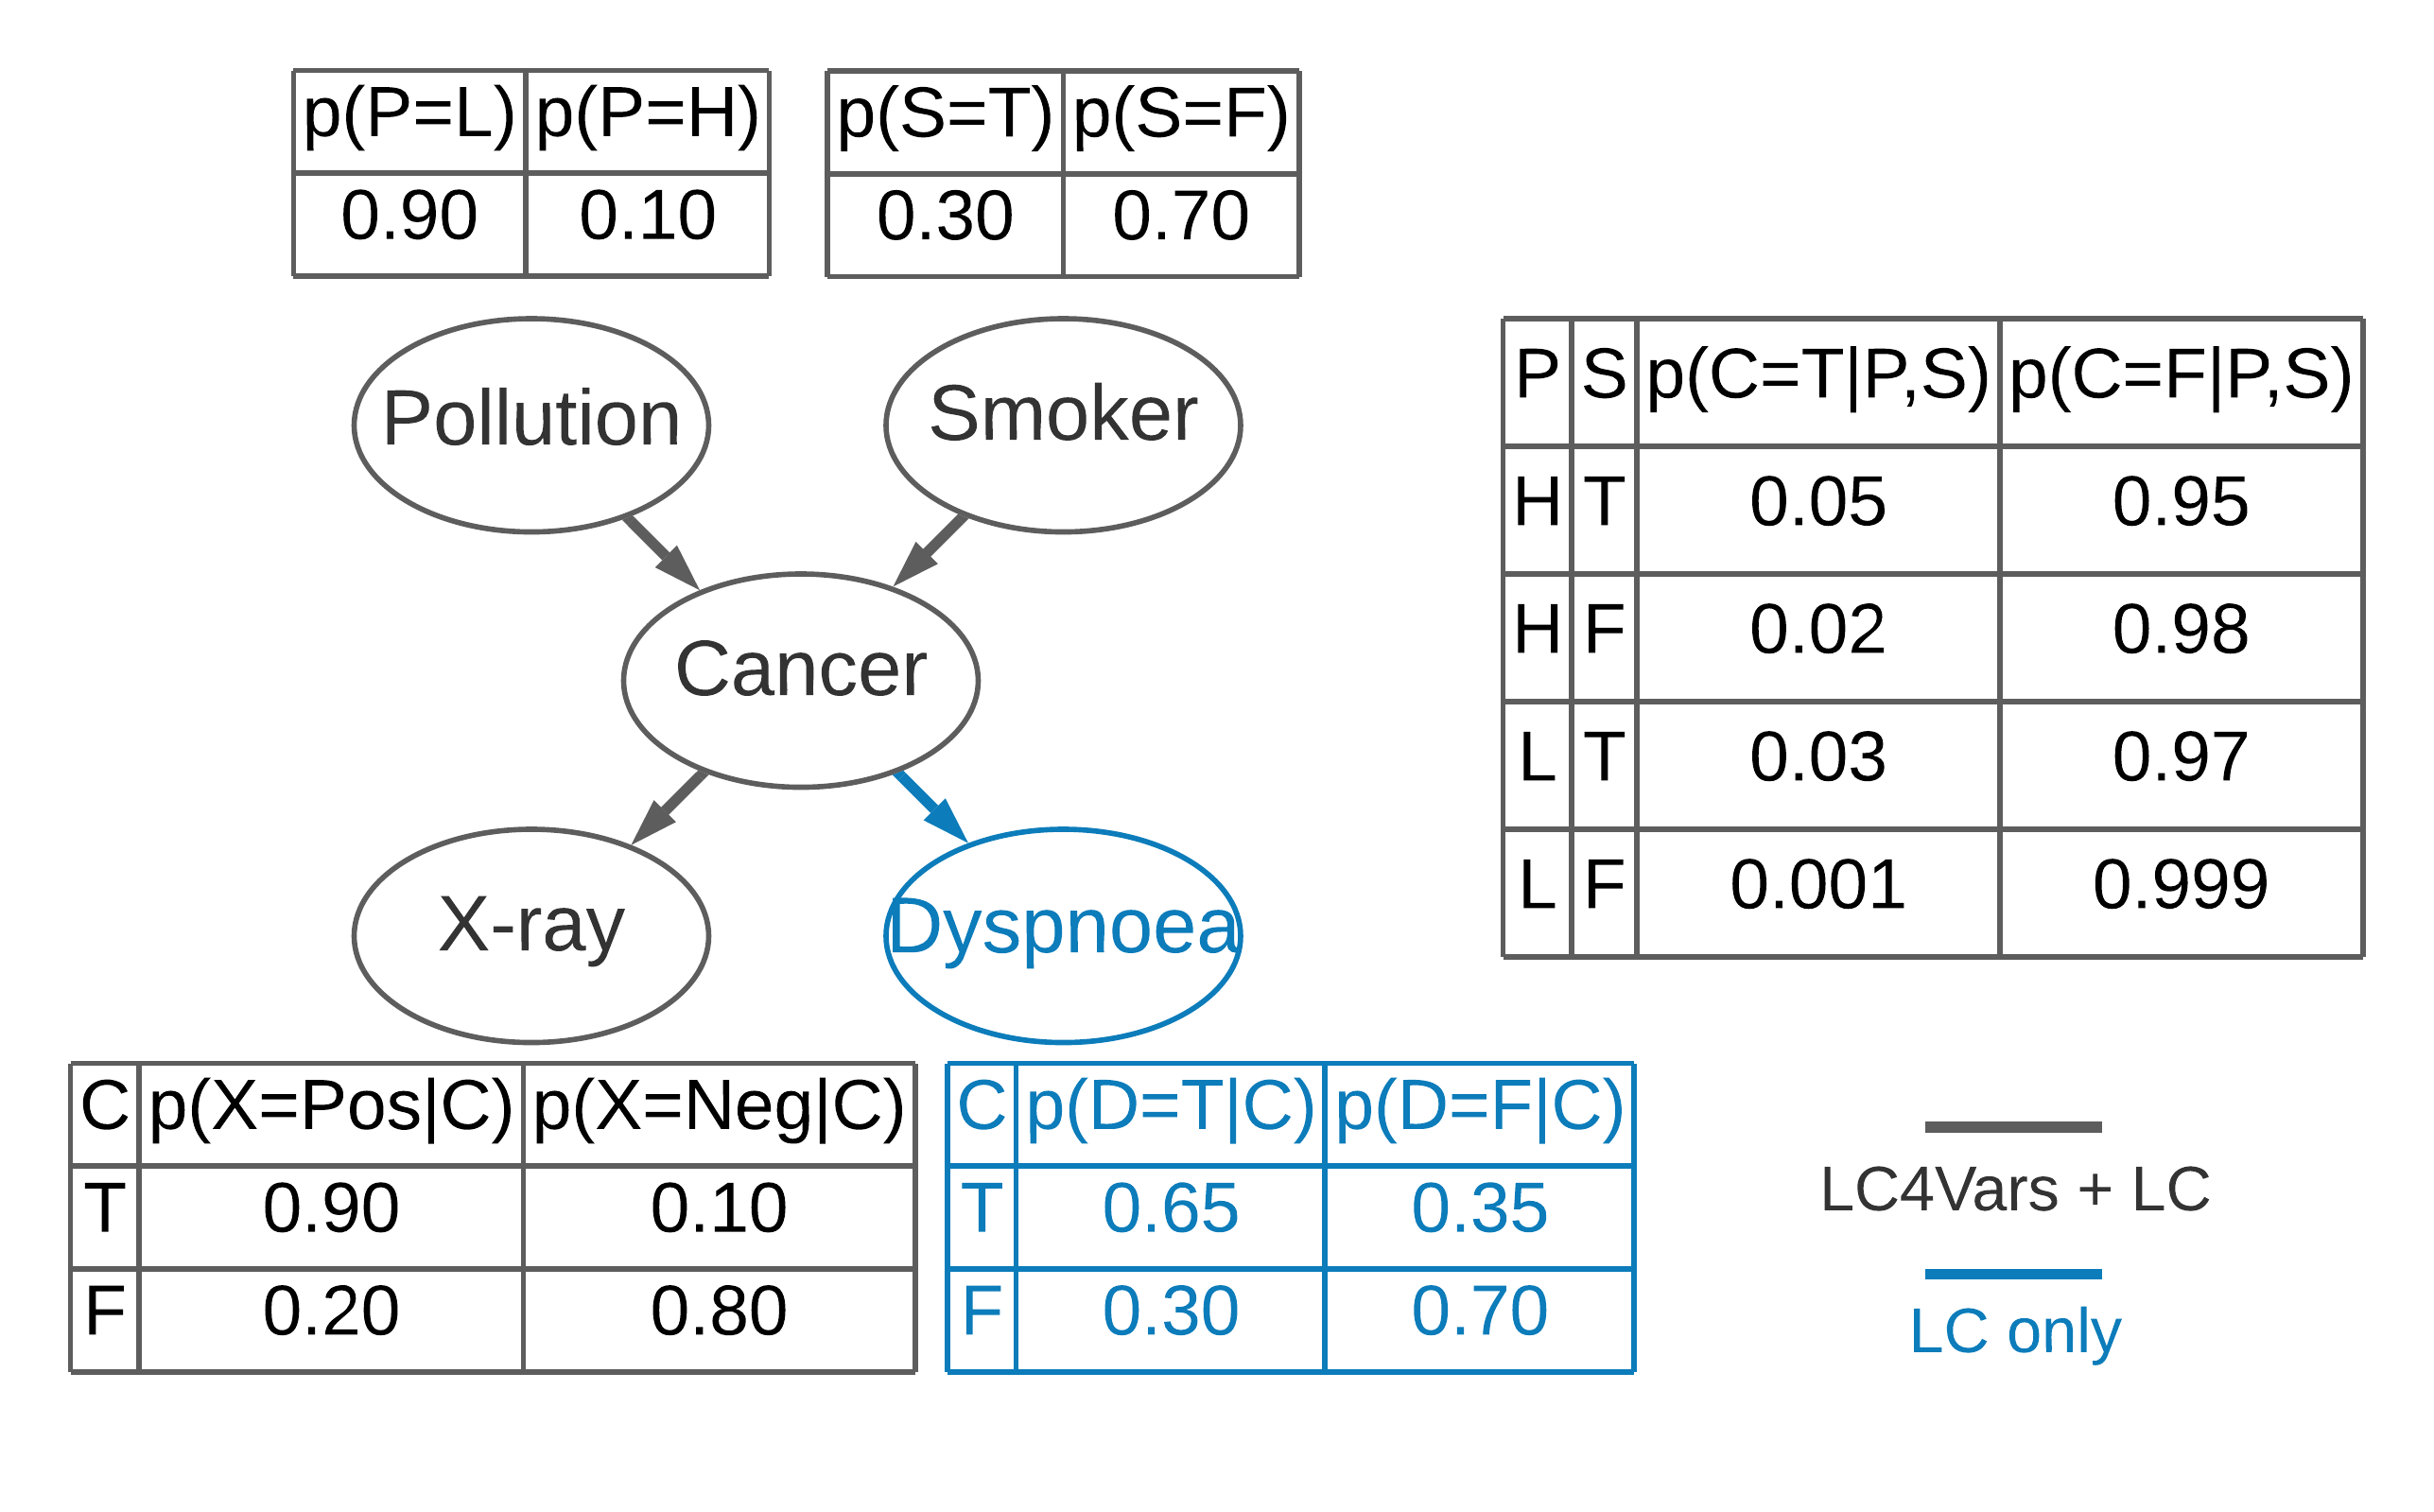 p(P=L) p(P=H)
0.90 0.10
p(S=T) p(S=F)
0.30 0.70
Pollution
Smoker
Cancer
X-ray
Dyspnoea
P S p(C=T|P,S) p(C=F|P,S)
H T 0.05 0.95
H F 0.02 0.98
L T 0.03 0.97
L F 0.001 0.999
C p(X=Pos|C) p(X=Neg|C)
T 0.90 0.10
F 0.20 0.80
C p(D=T|C) p(D=F|C)
T 0.65 0.35
F 0.30 0.70
LC4Vars + LC
LC only